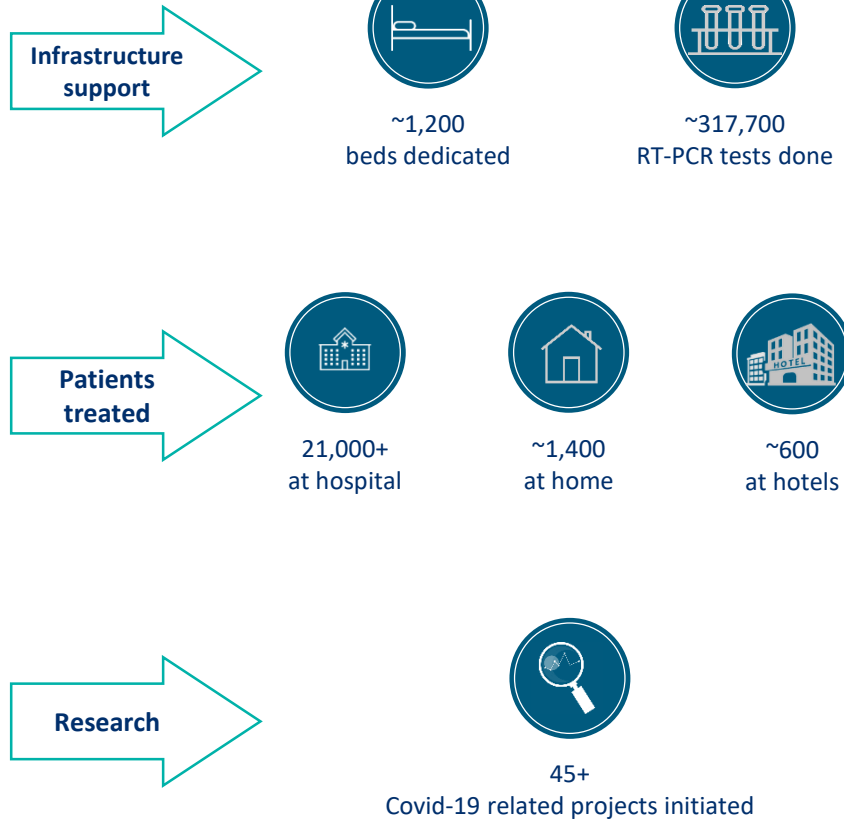 Infrastructure
support
~1,200
beds dedicated
~317,700
RT-PCR tests done
Patients
treated
HOTEL
21,000+
at hospital
~1,400
at home
~600
at hotels
Research
45+
Covid-19 related projects initiated